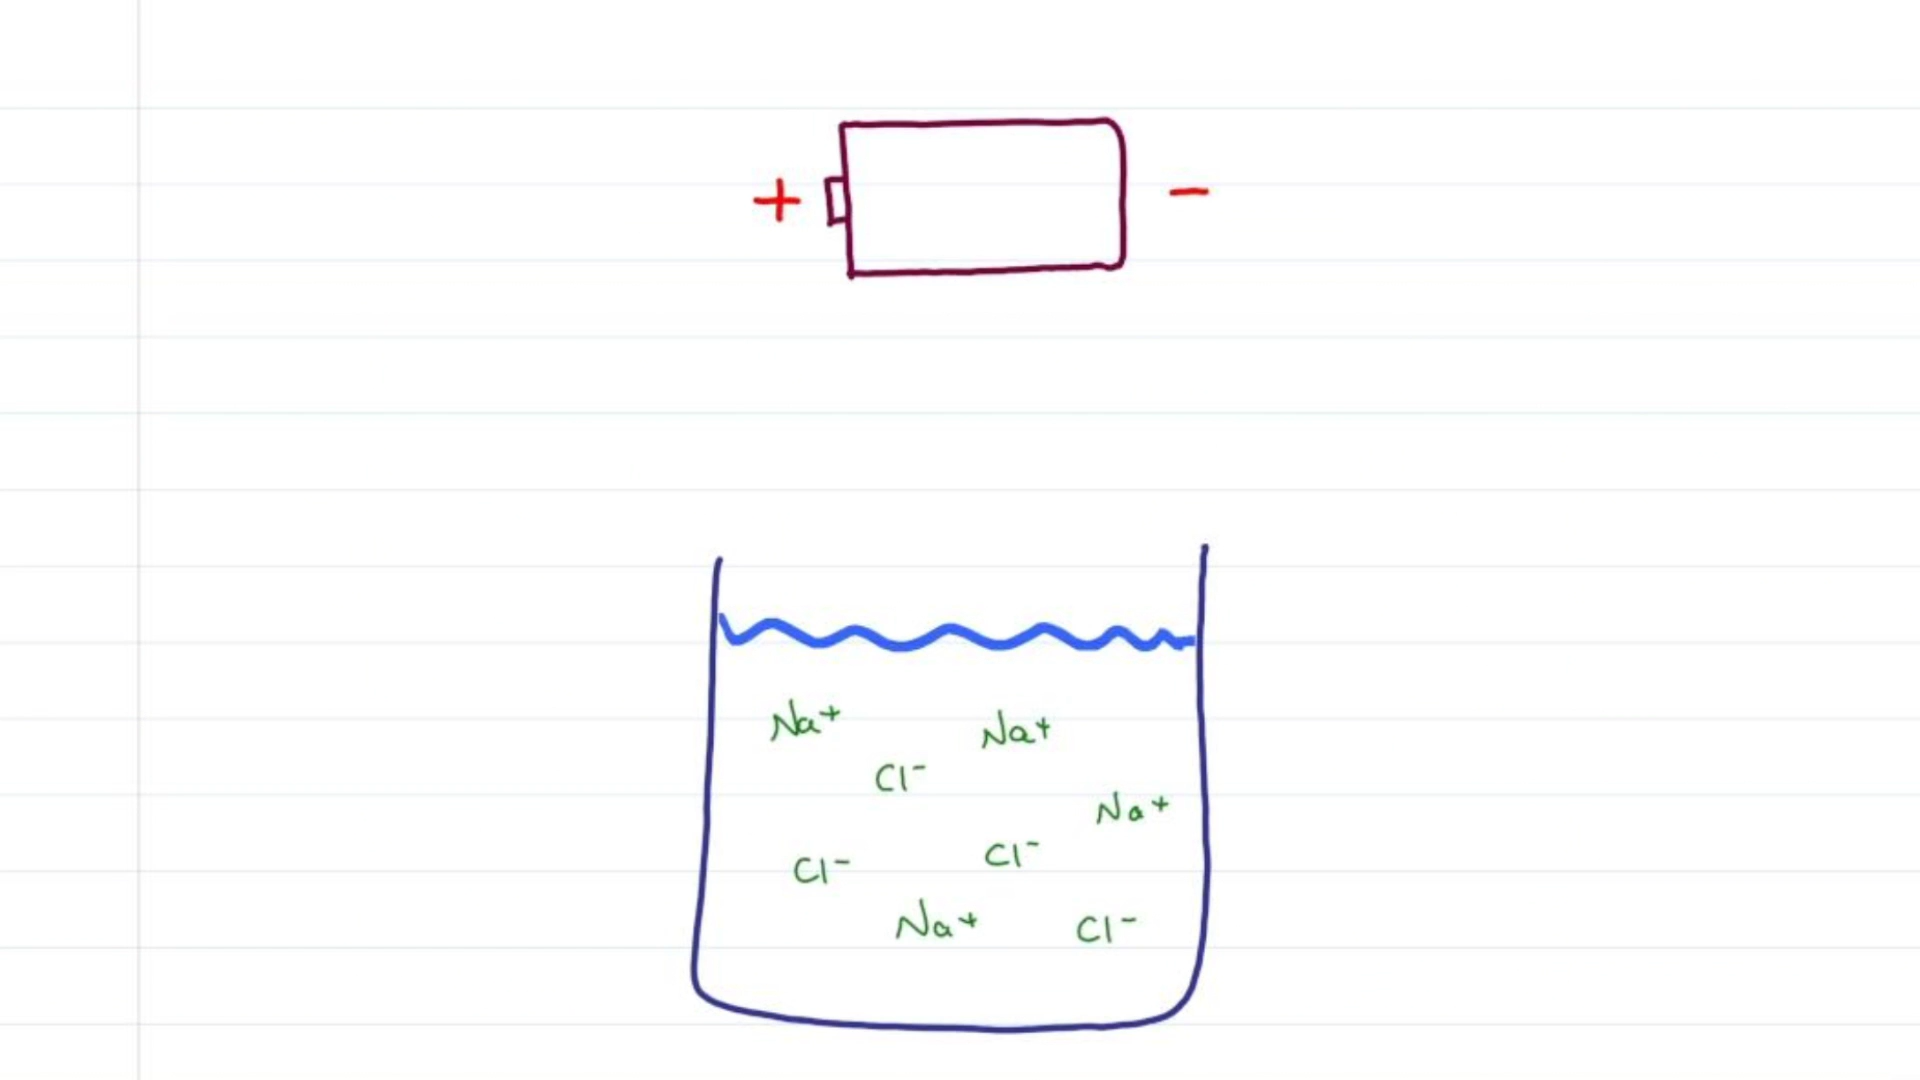 + −
Na⁺ Na⁺
Cl⁻
Na⁺
Cl⁻ Cl⁻
Na⁺ Cl⁻